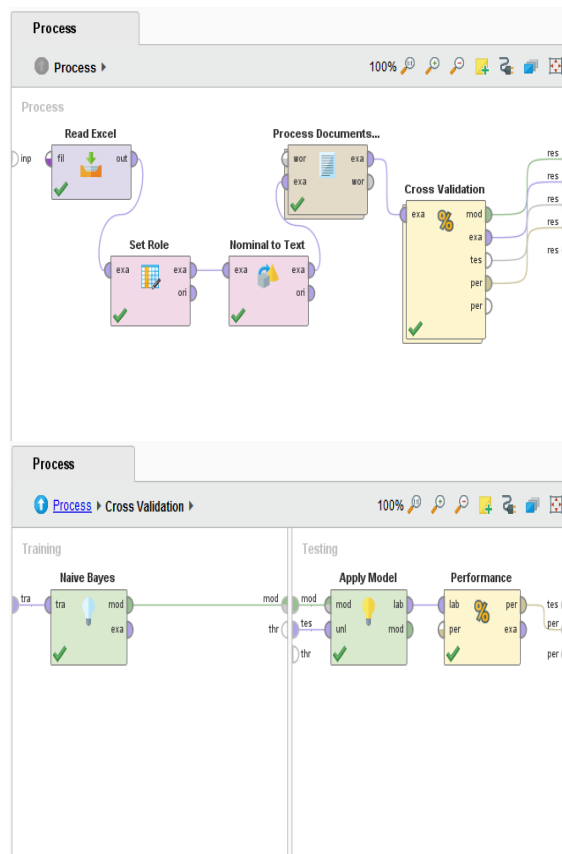 Process
Process
100%
Process
Read Excel
inp
fil
out
Set Role
exa
exa
ori
Nominal to Text
exa
exa
ori
Process Documents...
wor
exa
exa
wor
Cross Validation
exa
mod
exa
tes
per
per
res
res
res
res
res
Process
Process
Cross Validation
100%
Training
Naive Bayes
tra
tra
mod
exa
mod
thr
Testing
mod
tes
thr
Apply Model
mod
lab
unl
mod
Performance
lab
per
per
exa
tes
per
per